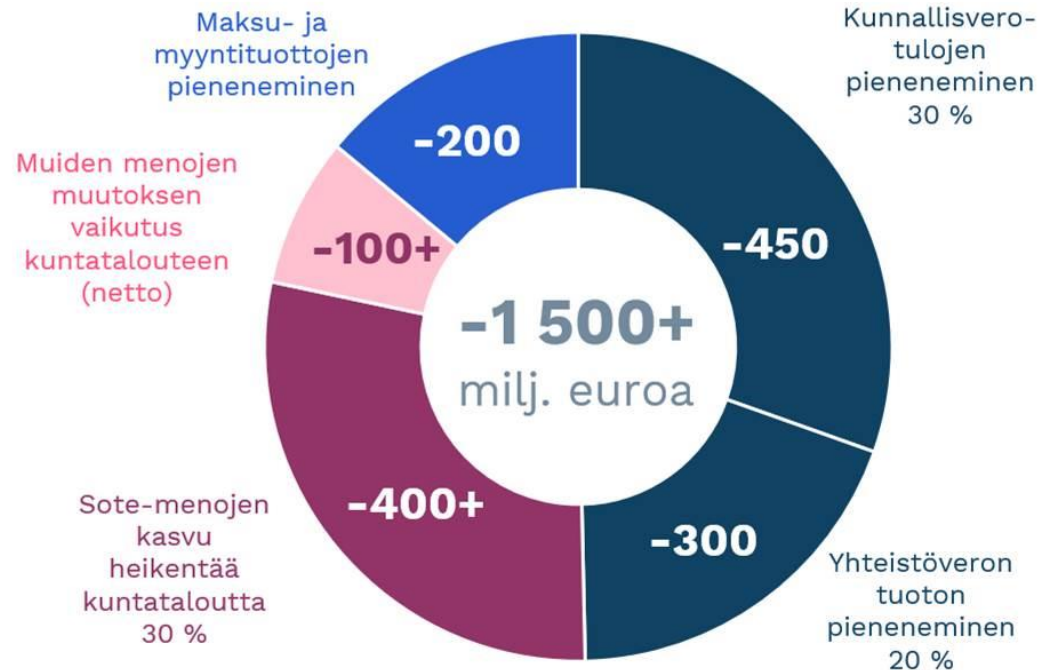 Maksu- ja
myyntituottojen
pieneneminen
-200
Kunnallisvero-
tulojen
pieneneminen
30 %
-450
Muiden menojen
muutoksen
vaikutus
kuntatalouteen
(netto)
-100+
-1 500+
milj. euroa
Sote-menojen
kasvu
heikentää
kuntataloutta
30 %
-400+
-300
Yhteistöveron
tuoton
pieneneminen
20 %